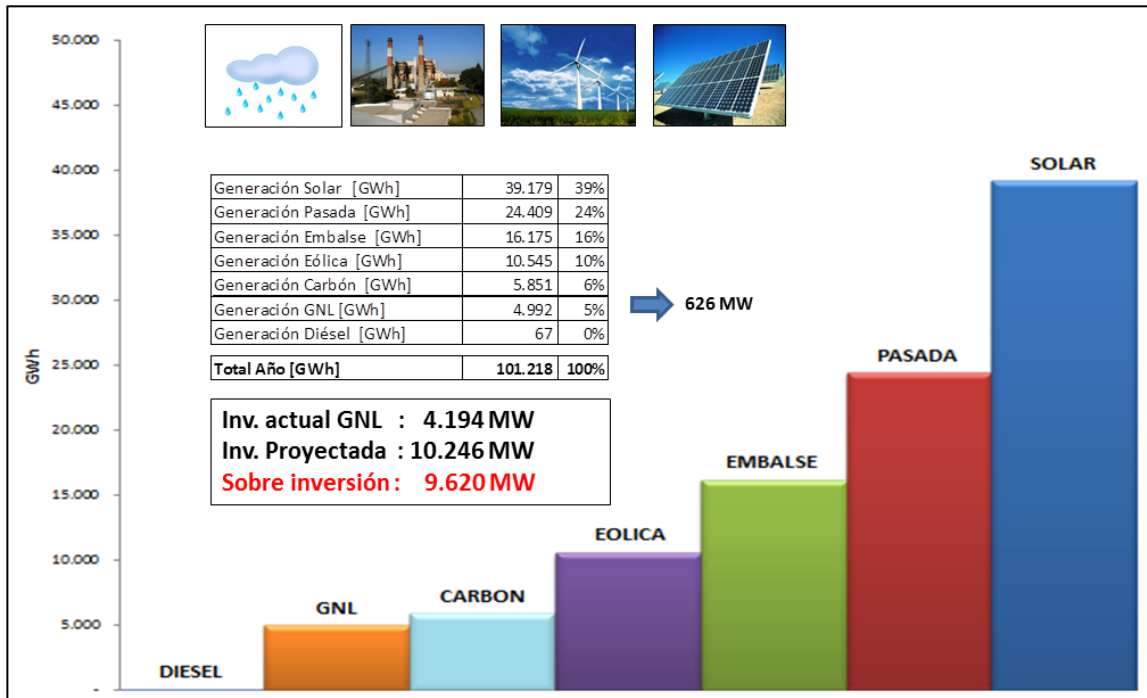 50.000
45.000
40.000
35.000
30.000
25.000
20.000
15.000
10.000
5.000
-
GWh
Generación Solar [GWh] 39.179 39%
Generación Pasada [GWh] 24.409 24%
Generación Embalse [GWh] 16.175 16%
Generación Eólica [GWh] 10.545 10%
Generación Carbón [GWh] 5.851 6%
Generación GNL [GWh] 4.992 5%
Generación Diésel [GWh] 67 0%
Total Año [GWh] 101.218 100%
626 MW
Inv. actual GNL : 4.194 MW
Inv. Proyectada : 10.246 MW
Sobre inversión : 9.620 MW
DIESEL
GNL
CARBON
EOLICA
EMBALSE
PASADA
SOLAR